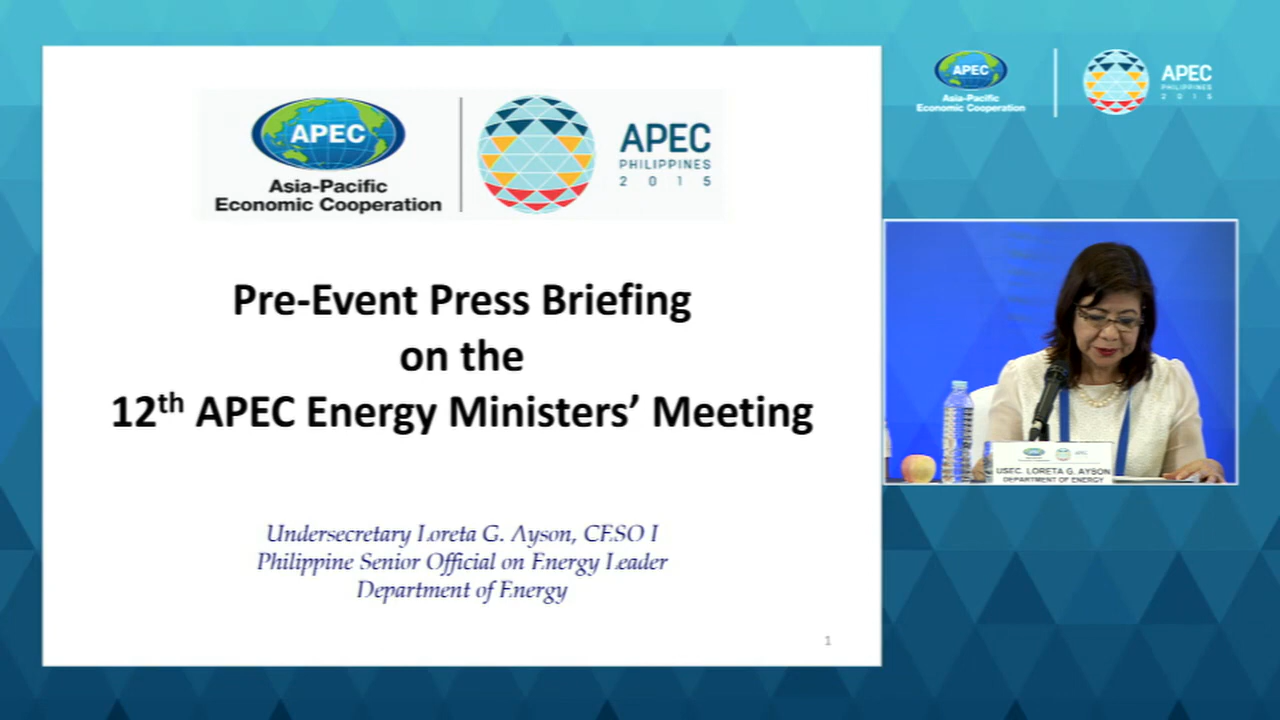 APEC
Asia-Pacific
Economic Cooperation
APEC
PHILIPPINES
2015
Pre-Event Press Briefing
on the
12th APEC Energy Ministers’ Meeting
Undersecretary Loreta G. Ayson, CESO I
Philippine Senior Official on Energy Leader
Department of Energy
1
APEC
Asia-Pacific
Economic Cooperation
APEC
PHILIPPINES
2015
USEC. LORETA G. AYSON
DEPARTMENT OF ENERGY